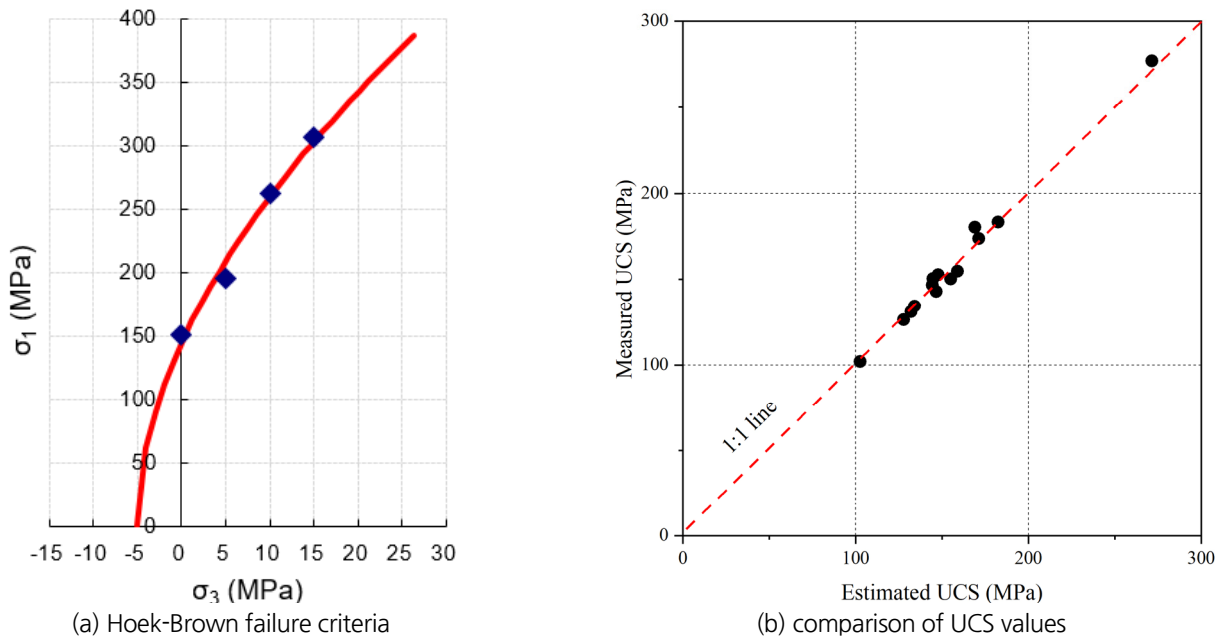 400
350
300
250
200
150
100
50
0
-15 -10 -5 0 5 10 15 20 25 30
σ1 (MPa)
σ3 (MPa)
(a) Hoek-Brown failure criteria
300
200
100
0
0 100 200 300
Measured UCS (MPa)
1:1 line
Estimated UCS (MPa)
(b) comparison of UCS values